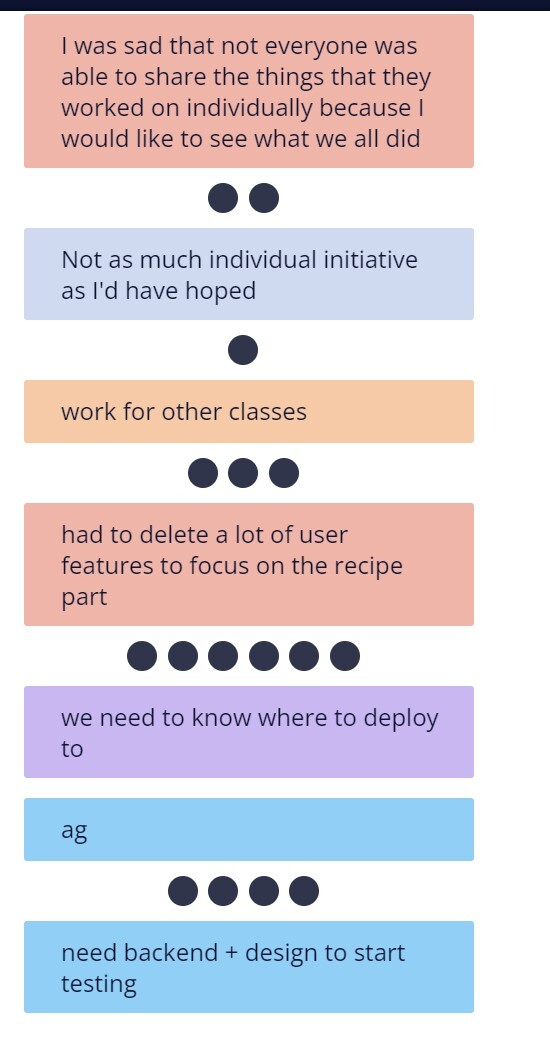 I was sad that not everyone was
able to share the things that they
worked on individually because I
would like to see what we all did
Not as much individual initiative
as I'd have hoped
work for other classes
had to delete a lot of user
features to focus on the recipe
part
we need to know where to deploy
to
ag
need backend + design to start
testing